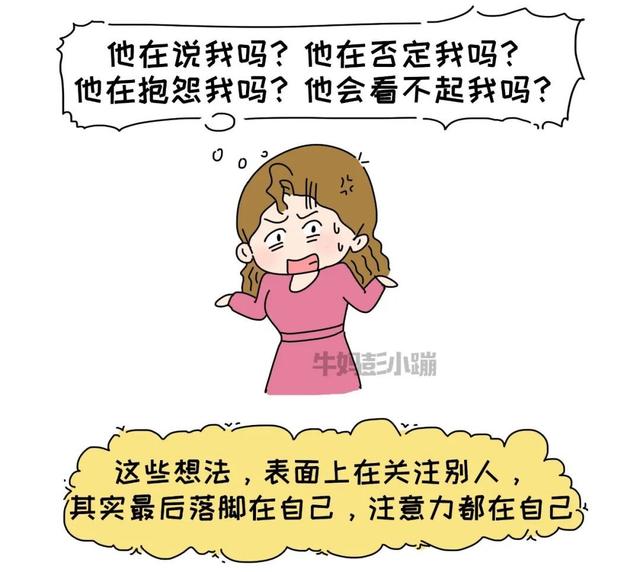 他在说我吗？他在否定我吗？
他在抱怨我吗？他会看不起我吗？
牛妈彭小蹦
这些想法，表面上在关注别人，
其实最后落脚在自己，注意力都在自己